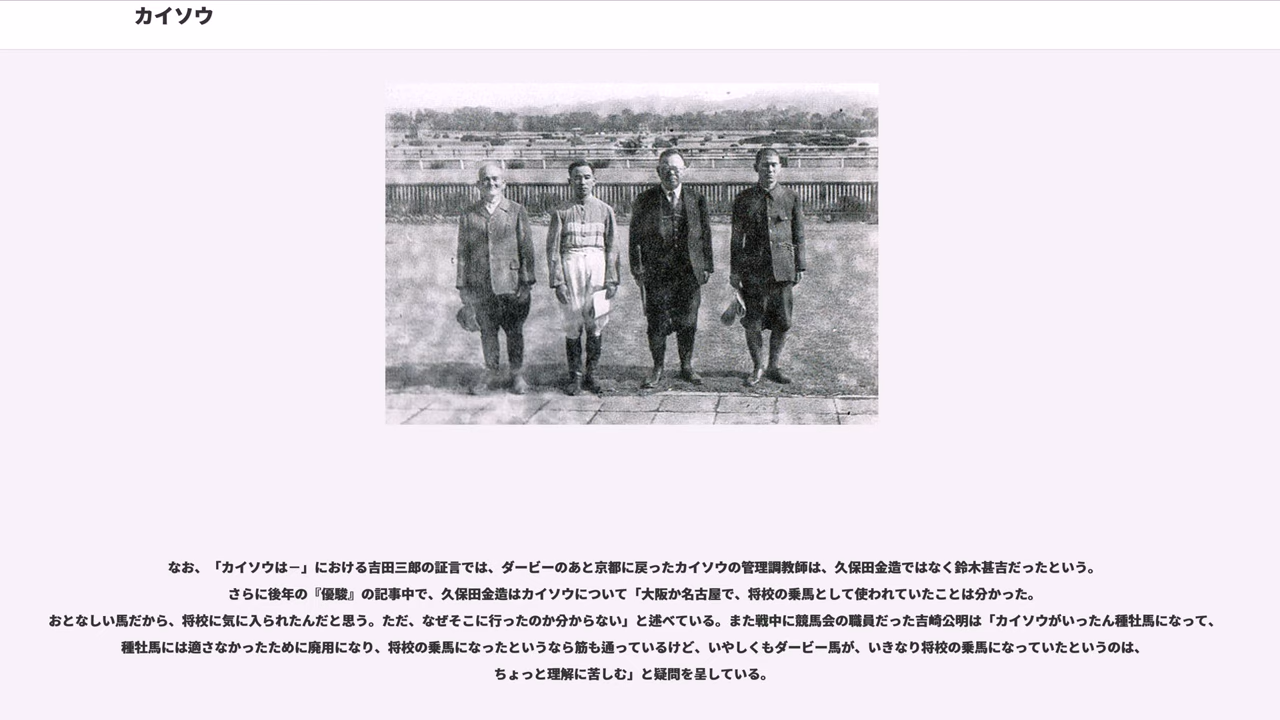 カイソウ
なお、「カイソウは－」における吉田三郎の証言では、ダービーのあと京都に戻ったカイソウの管理調教師は、久保田金造ではなく鈴木甚吉だったという。
さらに後年の『優駿』の記事中で、久保田金造はカイソウについて「大阪か名古屋で、将校の乗馬として使われていたことは分かった。
おとなしい馬だから、将校に気に入られたんだと思う。ただ、なぜそこに行ったのか分からない」と述べている。また戦中に競馬会の職員だった吉崎公明は「カイソウがいったん種牡馬になって、
種牡馬には適さなかったために廃用になり、将校の乗馬になったというなら筋も通っているけど、いやしくもダービー馬が、いきなり将校の乗馬になっていたというのは、
ちょっと理解に苦しむ」と疑問を呈している。